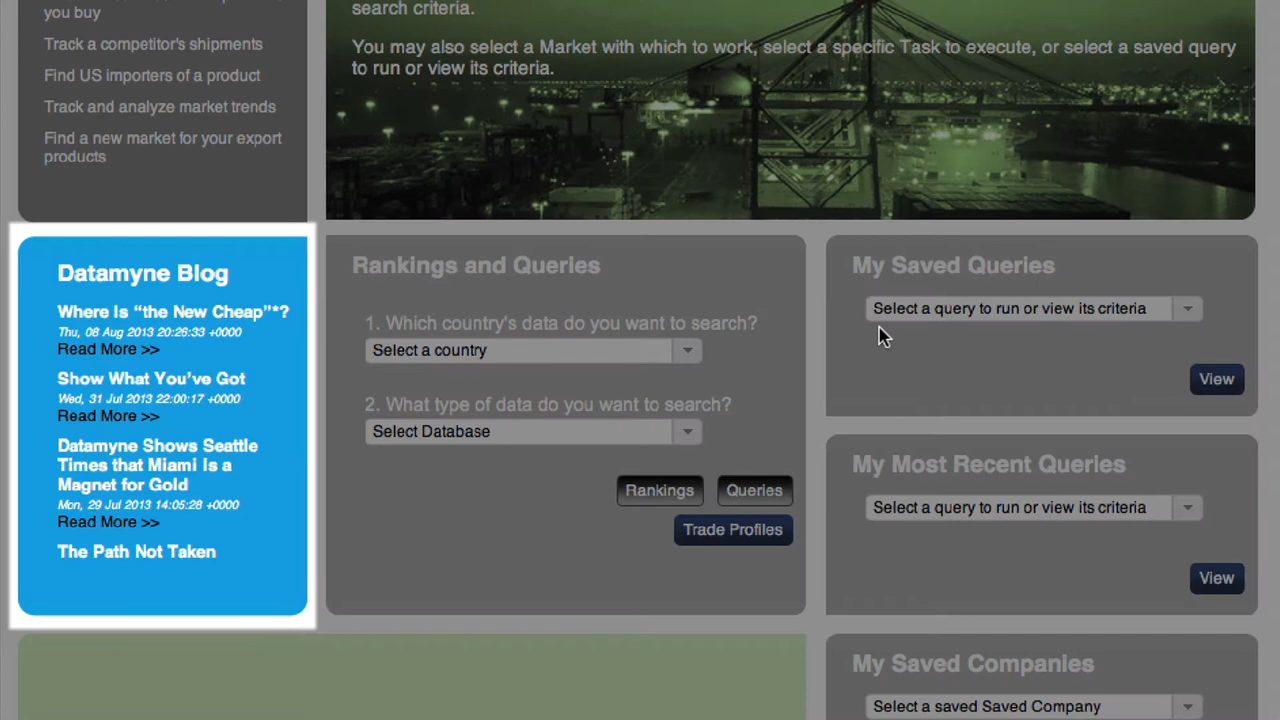 you buy
Track a competitor's shipments
Find US importers of a product
Track and analyze market trends
Find a new market for your export
products
search criteria.
You may also select a Market with which to work, select a specific Task to execute, or select a saved query
to run or view its criteria.
Datamyne Blog
Where Is “the New Cheap”*?
Thu, 08 Aug 2013 20:26:33 +0000
Read More >>
Show What You’ve Got
Wed, 31 Jul 2013 22:00:17 +0000
Read More >>
Datamyne Shows Seattle
Times that Miami Is a
Magnet for Gold
Mon, 29 Jul 2013 14:05:28 +0000
Read More >>
The Path Not Taken
Rankings and Queries
1. Which country's data do you want to search?
Select a country
2. What type of data do you want to search?
Select Database
Rankings
Queries
Trade Profiles
My Saved Queries
Select a query to run or view its criteria
View
My Most Recent Queries
Select a query to run or view its criteria
View
My Saved Companies
Select a saved Saved Company